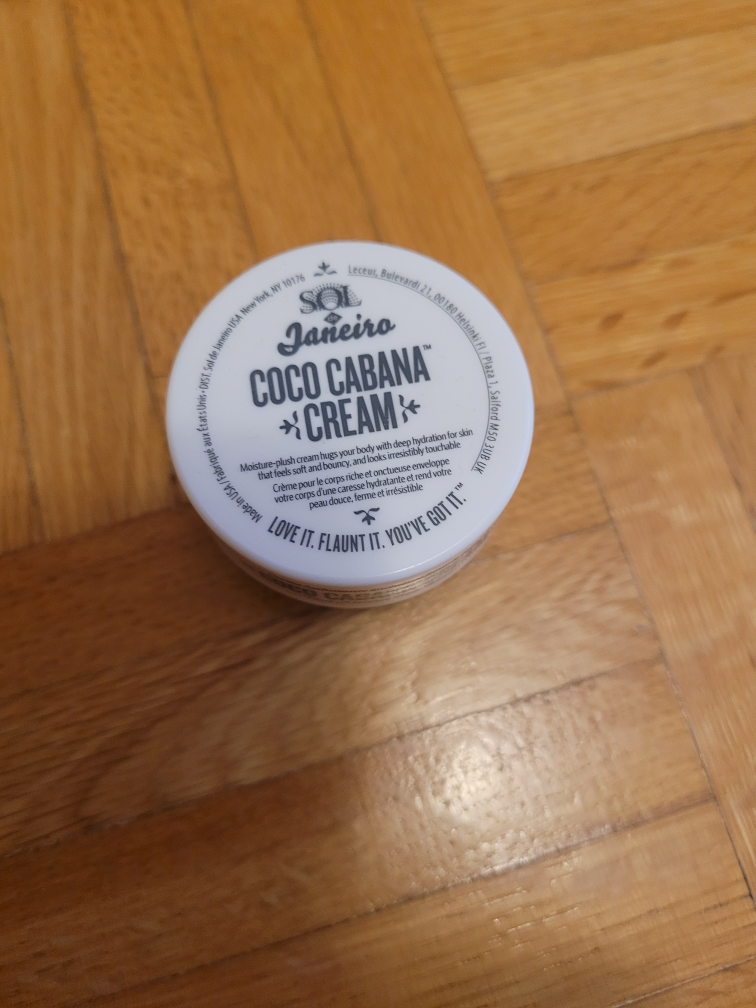 SOL
de
Janeiro
COCO CABANA™
CREAM
Moisture-plush cream hugs your body with deep hydration for skin
that feels soft and bouncy, and looks irresistibly touchable
Crème pour le corps riche et onctueuse enveloppe
votre corps d'une caresse hydratante et rend votre
peau douce, ferme et irrésistible
LOVE IT. FLAUNT IT. YOU'VE GOT IT.™
Made in USA / Fabriqué aux États Unis • DIST. Sol de Janeiro USA, New York, NY 10176
Leceur, Bulevardi 21, 00180 Helsinki FI / Plaza 1, Salford M50 3UB UK
COCO CABANA